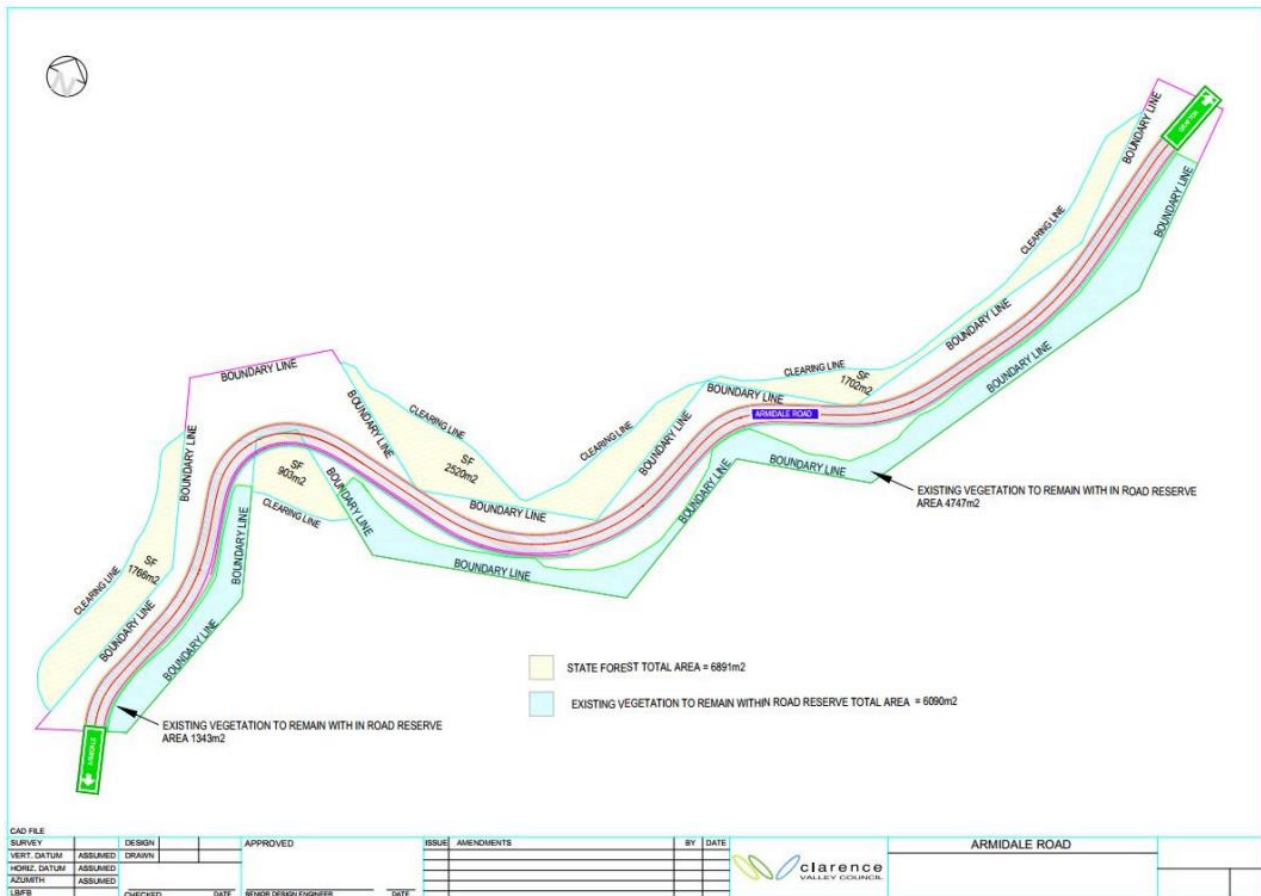 N
BOUNDARY LINE
GRAFTON
CLEARING LINE
BOUNDARY LINE
BOUNDARY LINE
BOUNDARY LINE
BOUNDARY LINE
CLEARING LINE
SF
1702m2
BOUNDARY LINE
ARMIDALE ROAD
BOUNDARY LINE
BOUNDARY LINE
CLEARING LINE
CLEARING LINE
BOUNDARY LINE
BOUNDARY LINE
SF
2520m2
BOUNDARY LINE
SF
903m2
CLEARING LINE
BOUNDARY LINE
BOUNDARY LINE
BOUNDARY LINE
BOUNDARY LINE
EXISTING VEGETATION TO REMAIN WITH IN ROAD RESERVE
AREA 4747m2
BOUNDARY LINE
SF
1766m2
CLEARING LINE
BOUNDARY LINE
BOUNDARY LINE
STATE FOREST TOTAL AREA = 6891m2
EXISTING VEGETATION TO REMAIN WITHIN ROAD RESERVE TOTAL AREA = 6090m2
EXISTING VEGETATION TO REMAIN WITH IN ROAD RESERVE
AREA 1343m2
ARMIDALE
CAD FILE
SURVEY DESIGN APPROVED ISSUE AMENDMENTS BY DATE
VERT. DATUM ASSUMED DRAWN
HORIZ. DATUM ASSUMED
AZUMITH ASSUMED
LB/FB CHECKED DATE SENIOR DESIGN ENGINEER DATE
clarence
VALLEY COUNCIL
ARMIDALE ROAD